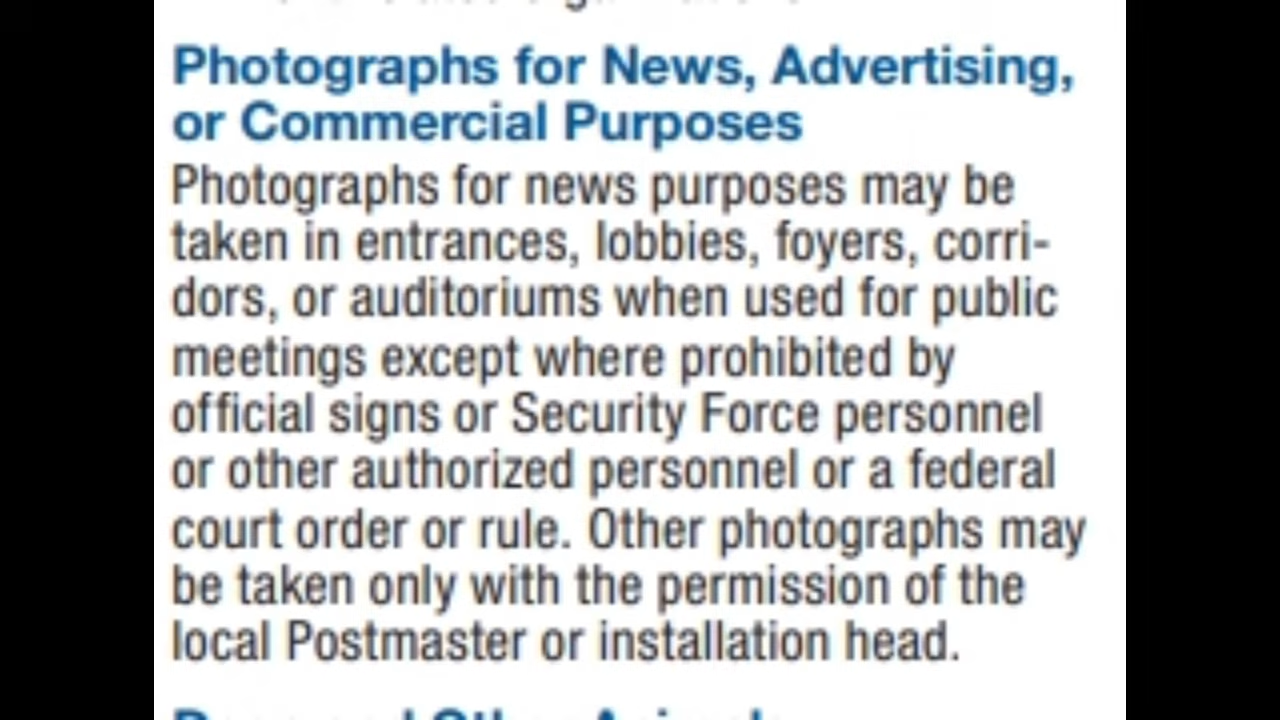 Photographs for News, Advertising,
or Commercial Purposes
Photographs for news purposes may be
taken in entrances, lobbies, foyers, corri-
dors, or auditoriums when used for public
meetings except where prohibited by
official signs or Security Force personnel
or other authorized personnel or a federal
court order or rule. Other photographs may
be taken only with the permission of the
local Postmaster or installation head.